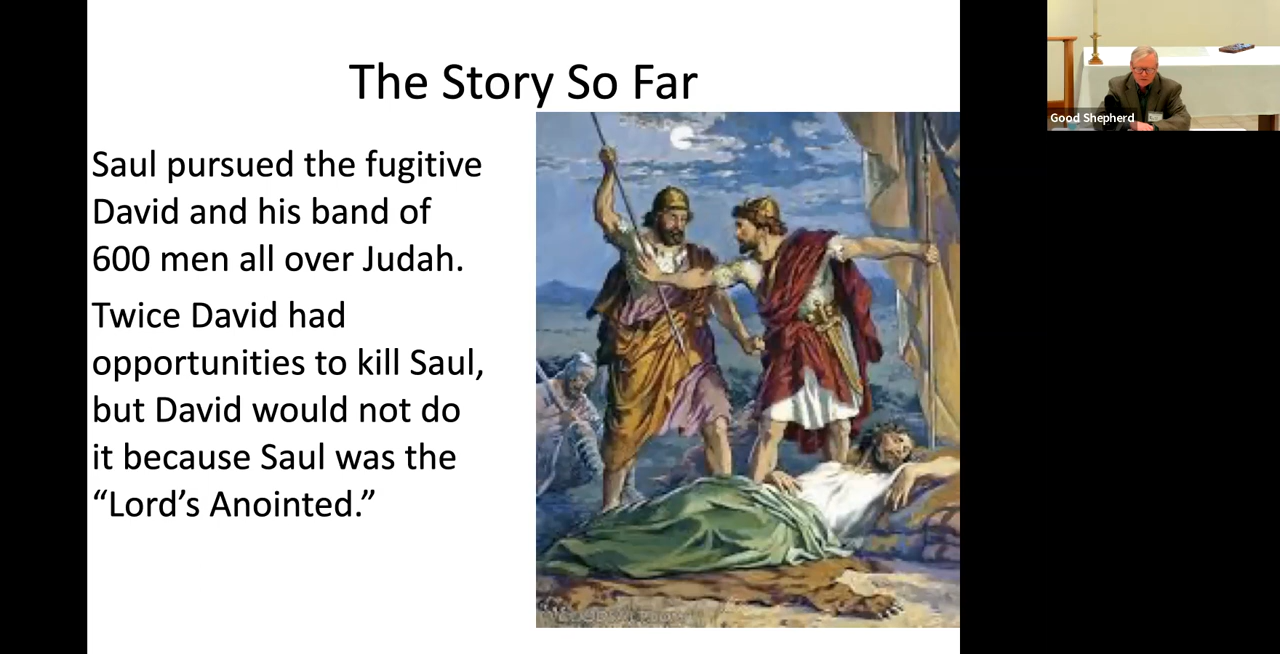 The Story So Far
Saul pursued the fugitive
David and his band of
600 men all over Judah.
Twice David had
opportunities to kill Saul,
but David would not do
it because Saul was the
“Lord’s Anointed.”
Good Shepherd